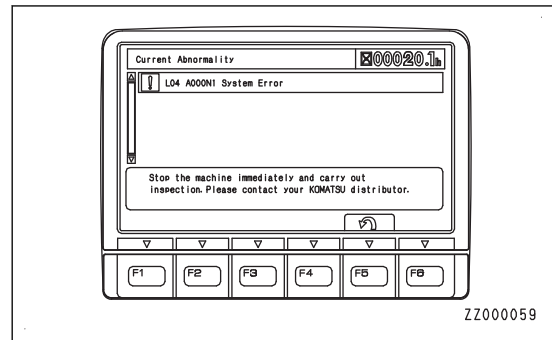 Current Abnormality 00020.1h
! L04 A000N1 System Error
Stop the machine immediately and carry out
inspection. Please contact your KOMATSU distributor.
F1 F2 F3 F4 F5 F6
ZZ000059